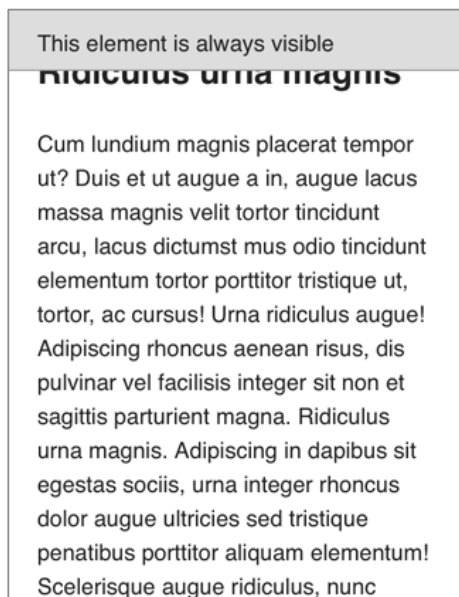 This element is always visible
Ridiculus urna magnis
Cum lundium magnis placerat tempor
ut? Duis et ut augue a in, augue lacus
massa magnis velit tortor tincidunt
arcu, lacus dictumst mus odio tincidunt
elementum tortor porttitor tristique ut,
tortor, ac cursus! Urna ridiculus augue!
Adipiscing rhoncus aenean risus, dis
pulvinar vel facilisis integer sit non et
sagittis parturient magna. Ridiculus
urna magnis. Adipiscing in dapibus sit
egestas sociis, urna integer rhoncus
dolor augue ultricies sed tristique
penatibus porttitor aliquam elementum!
Scelerisque augue ridiculus, nunc